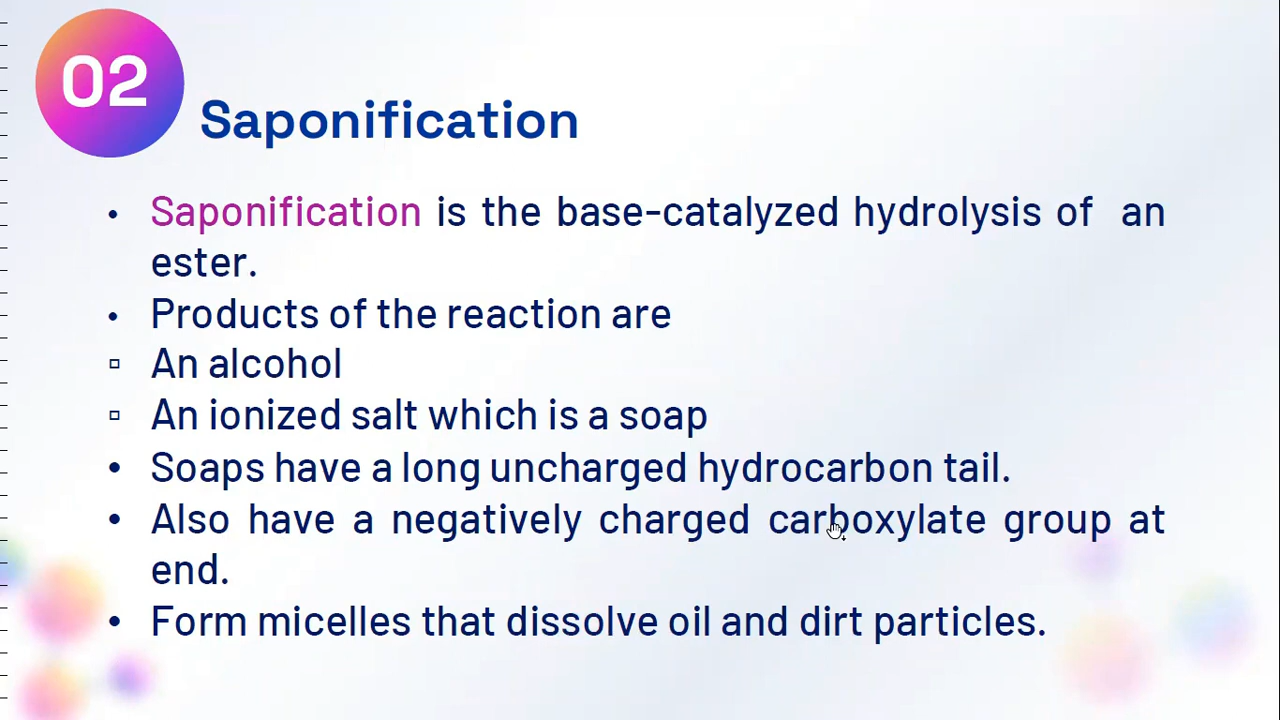 02
Saponification
• Saponification is the base-catalyzed hydrolysis of an
ester.
• Products of the reaction are
▫ An alcohol
▫ An ionized salt which is a soap
• Soaps have a long uncharged hydrocarbon tail.
• Also have a negatively charged carboxylate group at
end.
• Form micelles that dissolve oil and dirt particles.